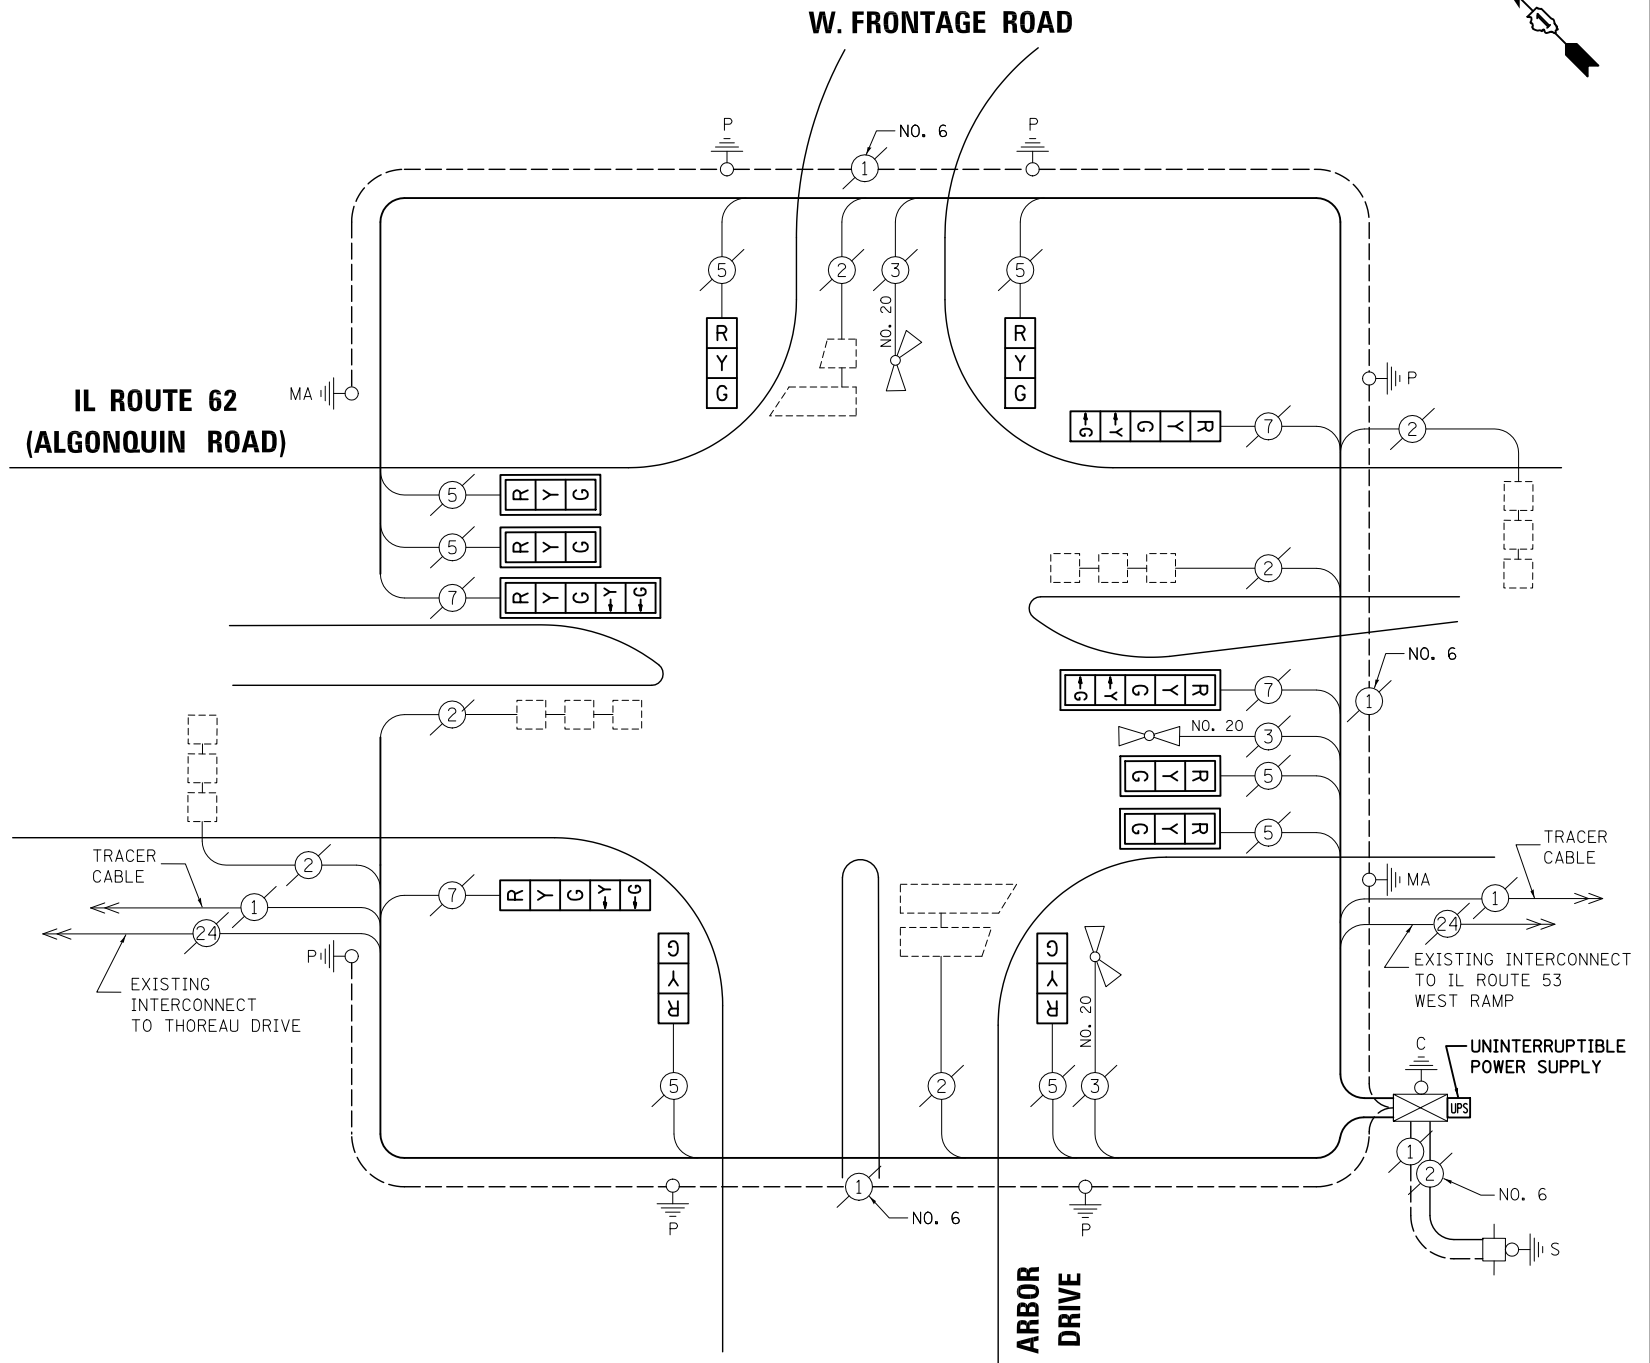 W. FRONTAGE ROAD
1
P
P
1
NO. 6
5
2
3
5
NO. 20
R
Y
G
R
Y
G
IL ROUTE 62
(ALGONQUIN ROAD)
MA
P
G Y G Y R
7
2
5
R Y G
5
R Y G
7
R Y G Y G
2
NO. 6
1
2
G Y G Y R
7
NO. 20
3
G Y R
5
G Y R
5
TRACER
CABLE
2
1
24
7
R Y G Y G
P
EXISTING
INTERCONNECT
TO THOREAU DRIVE
G
Y
R
G
Y
R
NO. 20
5
2
5
3
MA
TRACER
CABLE
1
24
EXISTING INTERCONNECT
TO IL ROUTE 53
WEST RAMP
C
UNINTERRUPTIBLE
POWER SUPPLY
UPS
1
2
NO. 6
S
P
1
NO. 6
P
ARBOR
DRIVE